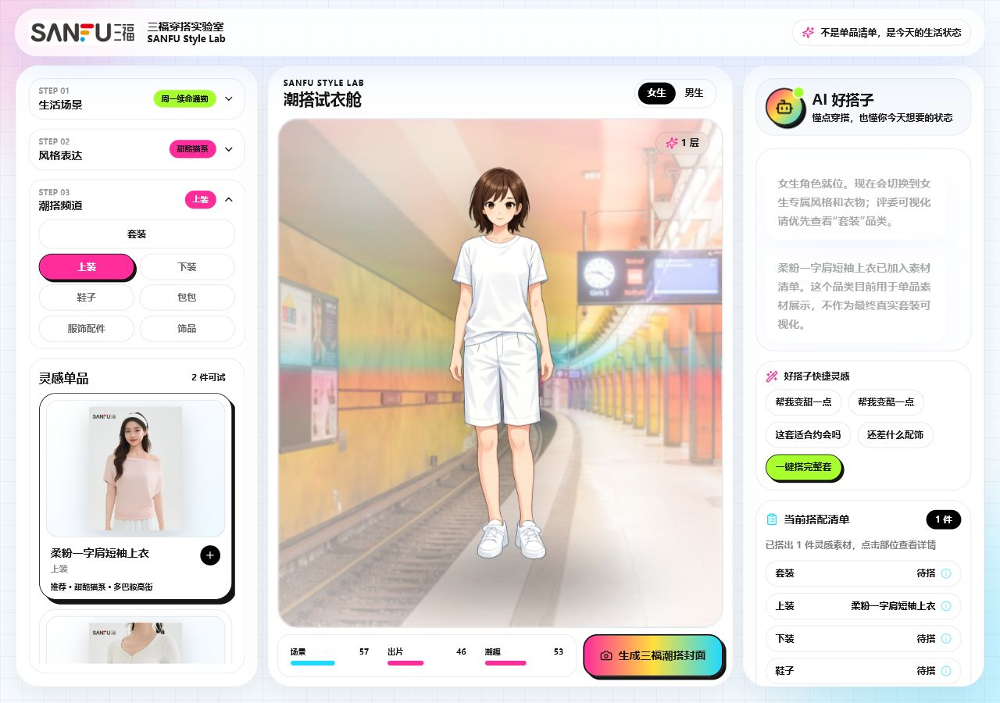 SANFU三福
三福穿搭实验室
SANFU Style Lab
不是单品清单，是今天的生活状态
STEP 01
生活场景
周一续命通勤
STEP 02
风格表达
甜酷猫系
STEP 03
潮搭频道
上装
套装
上装
下装
鞋子
包包
服饰配件
饰品
灵感单品
2 件可试
SANFU三福
柔粉一字肩短袖上衣
上装
推荐 • 甜酷猫系 • 多巴胺高街
SANFU三福
SANFU STYLE LAB
潮搭试衣舱
女生
男生
1 层
场景
57
出片
46
潮趣
53
生成三福潮搭封面
AI 好搭子
懂点穿搭，也懂你今天想要的状态
女生角色就位。现在会切换到女
生专属风格和衣物；评委可视化
请优先查看“套装”品类。
柔粉一字肩短袖上衣已加入素材
清单。这个品类目前用于单品素
材展示，不作为最终真实套装可
视化。
好搭子快捷灵感
帮我变甜一点
帮我变酷一点
这套适合约会吗
还差什么配饰
一键搭完整套
当前搭配清单
1 件
已搭出 1 件灵感素材，点击部位查看详情
套装
待搭
上装
柔粉一字肩短袖上衣
下装
待搭
鞋子
待搭